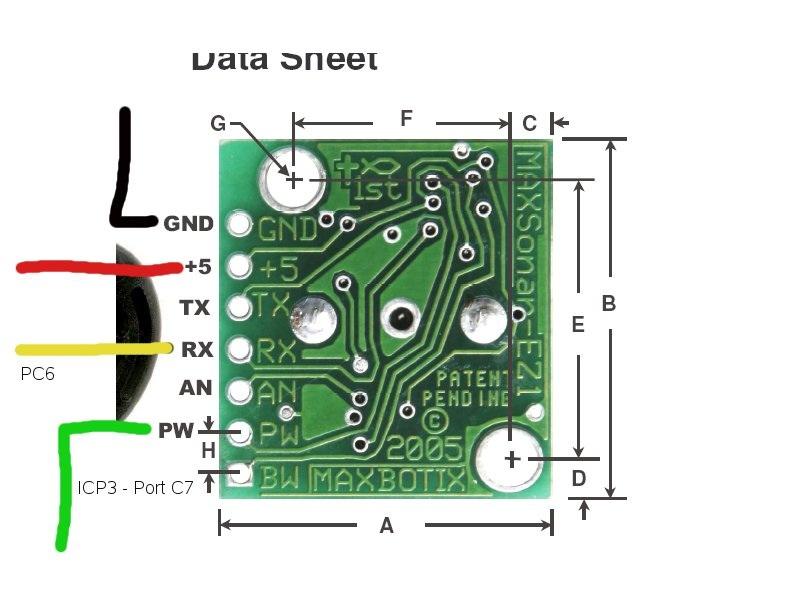 Data Sheet
G
F
C
MAXSonar-EZ1
1st
GND
GND
+5
+5
TX
TX
B
E
RX
RX
PC6
AN
AN
PATENT
PENDING
©
PW
PW
2005
H
BW
MAXBOTIX
D
ICP3 - Port C7
A